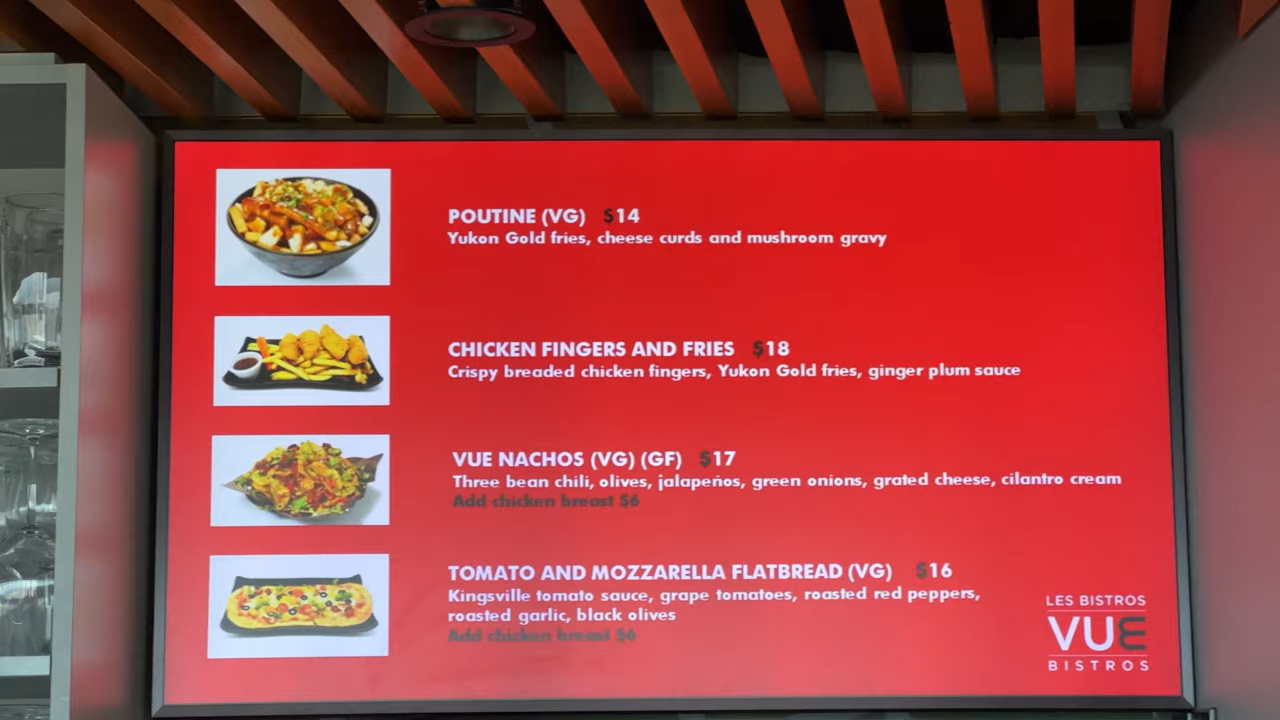 POUTINE (VG) $14
Yukon Gold fries, cheese curds and mushroom gravy
CHICKEN FINGERS AND FRIES $18
Crispy breaded chicken fingers, Yukon Gold fries, ginger plum sauce
VUE NACHOS (VG) (GF) $17
Three bean chili, olives, jalapeños, green onions, grated cheese, cilantro cream
Add chicken breast $6
TOMATO AND MOZZARELLA FLATBREAD (VG) $16
Kingsville tomato sauce, grape tomatoes, roasted red peppers,
roasted garlic, black olives
Add chicken breast $6
LES BISTROS
VUE
BISTROS